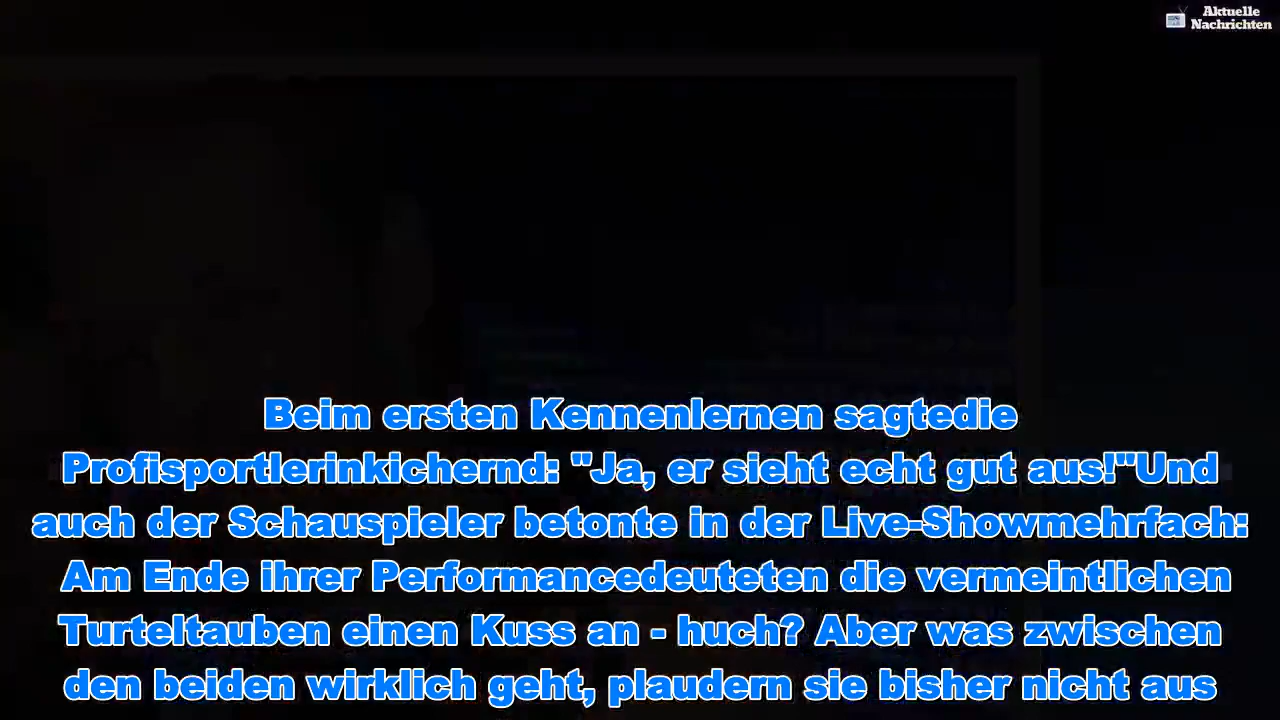 Aktuelle
Nachrichten
Beim ersten Kennenlernen sagtedie
Profisportlerinkichernd: "Ja, er sieht echt gut aus!"Und
auch der Schauspieler betonte in der Live-Showmehrfach:
Am Ende ihrer Performancedeuteten die vermeintlichen
Turteltauben einen Kuss an - huch? Aber was zwischen
den beiden wirklich geht, plaudern sie bisher nicht aus